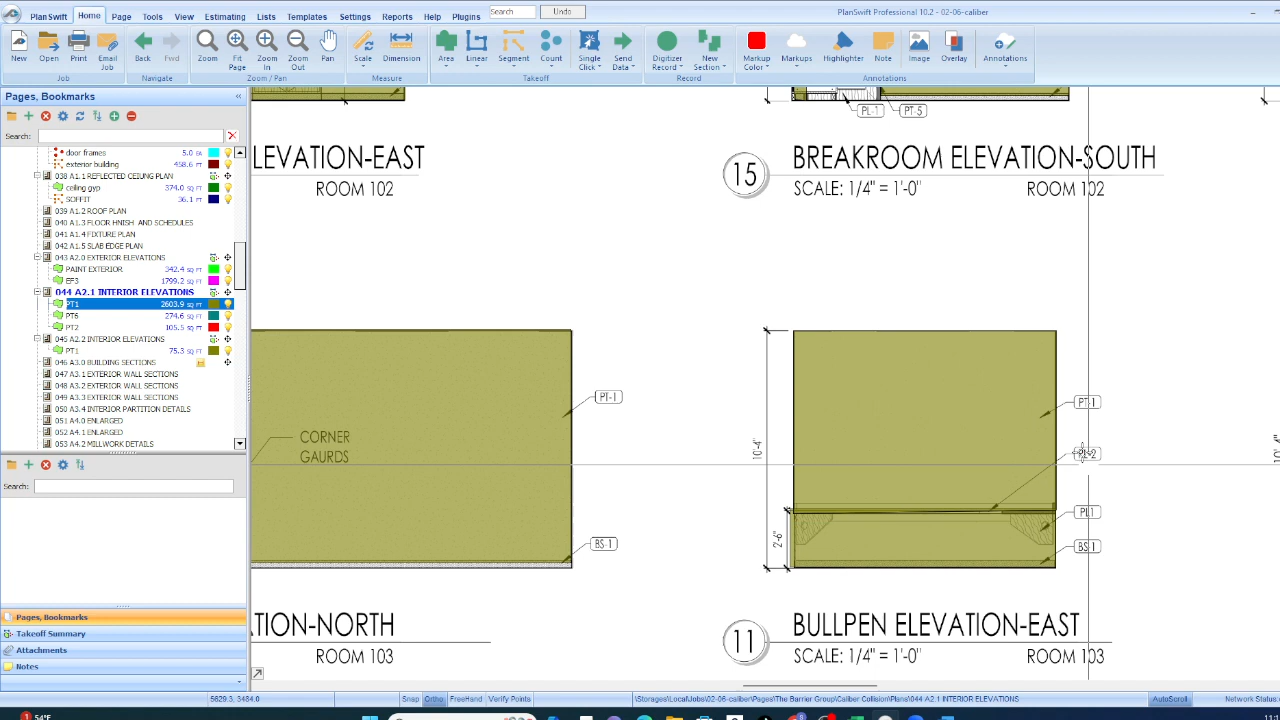 PlanSwift Home Page Tools View Estimating Lists Templates Settings Reports Help Plugins Search Undo
PlanSwift Professional 10.2 - 02-06-caliber
New Open Print Email Job Back Fwd Zoom Fit Page Zoom In Zoom Out Pan Scale Dimension Area Linear Segment Count Single Click Send Data Digitizer Record New Section Markup Color Markups Highlighter Note Image Overlay Annotations
Job Navigate Zoom / Pan Measure Takeoff Record Annotations
Pages, Bookmarks
Search:
door frames 5.0 EA
exterior building 458.6 FT
038 A1.1 REFLECTED CEILING PLAN
ceiling gyp 374.0 SQ FT
SOFFIT 36.1 FT
039 A1.2 ROOF PLAN
040 A1.3 FLOOR FINISH AND SCHEDULES
041 A1.4 FIXTURE PLAN
042 A1.5 SLAB EDGE PLAN
043 A2.0 EXTERIOR ELEVATIONS
PAINT EXTERIOR 342.4 SQ FT
EF3 1799.2 SQ FT
044 A2.1 INTERIOR ELEVATIONS
PT1 2603.9 SQ FT
PT6 274.6 SQ FT
PT2 105.5 SQ FT
045 A2.2 INTERIOR ELEVATIONS
PT1 75.3 SQ FT
046 A3.0 BUILDING SECTIONS
047 A3.1 EXTERIOR WALL SECTIONS
048 A3.2 EXTERIOR WALL SECTIONS
049 A3.3 EXTERIOR WALL SECTIONS
050 A3.4 INTERIOR PARTITION DETAILS
051 A4.0 ENLARGED
052 A4.1 ENLARGED
053 A4.2 MILLWORK DETAILS
Search:
Pages, Bookmarks
Takeoff Summary
Attachments
Notes
PL-1 PT-5
LEVATION-EAST
ROOM 102
15 BREAKROOM ELEVATION-SOUTH
SCALE: 1/4" = 1'-0" ROOM 102
PT-1
CORNER
GAURDS
BS-1
10'-4"
2'-6"
PT-1
PL-2
PL1
BS-1
10'-4"
TION-NORTH
ROOM 103
11 BULLPEN ELEVATION-EAST
SCALE: 1/4" = 1'-0" ROOM 103
5629.3, 3484.0 Snap Ortho FreeHand Verify Points \Storages\LocalJobs\02-06-caliber\Pages\The Barrier Group\Caliber Collision\Plans\044 A2.1 INTERIOR ELEVATIONS AutoScroll Network Status:
54°F